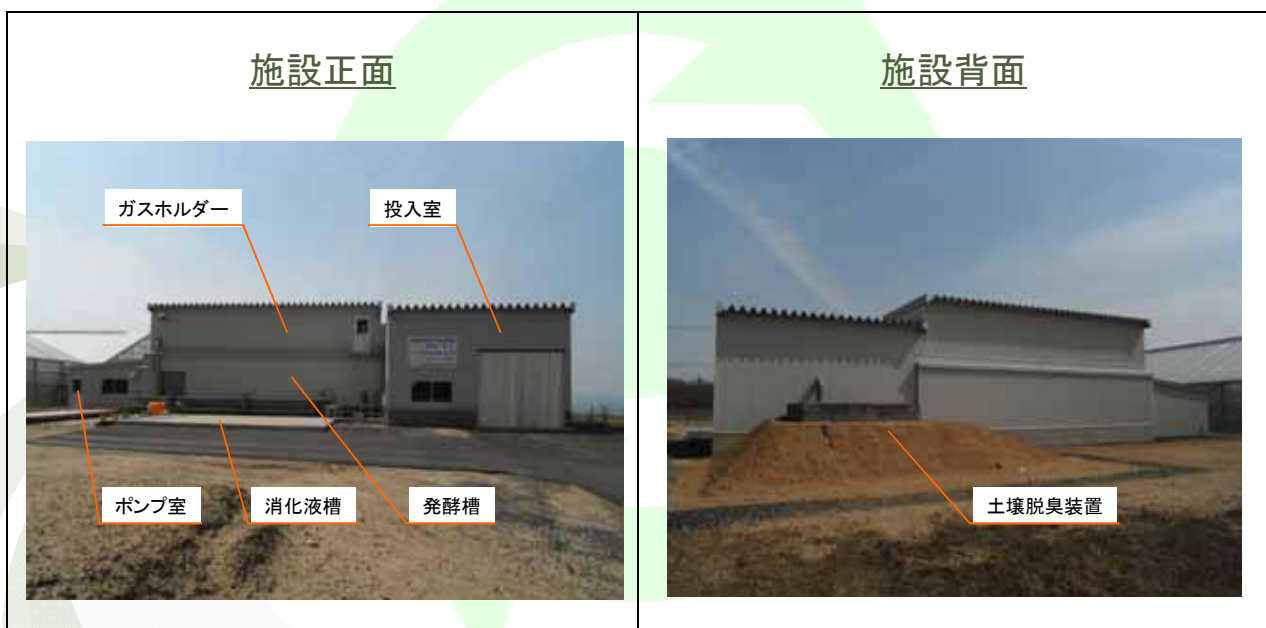 施設正面
ガスホルダー
投入室
ポンプ室
消化液槽
発酵槽
施設背面
土壌脱臭装置